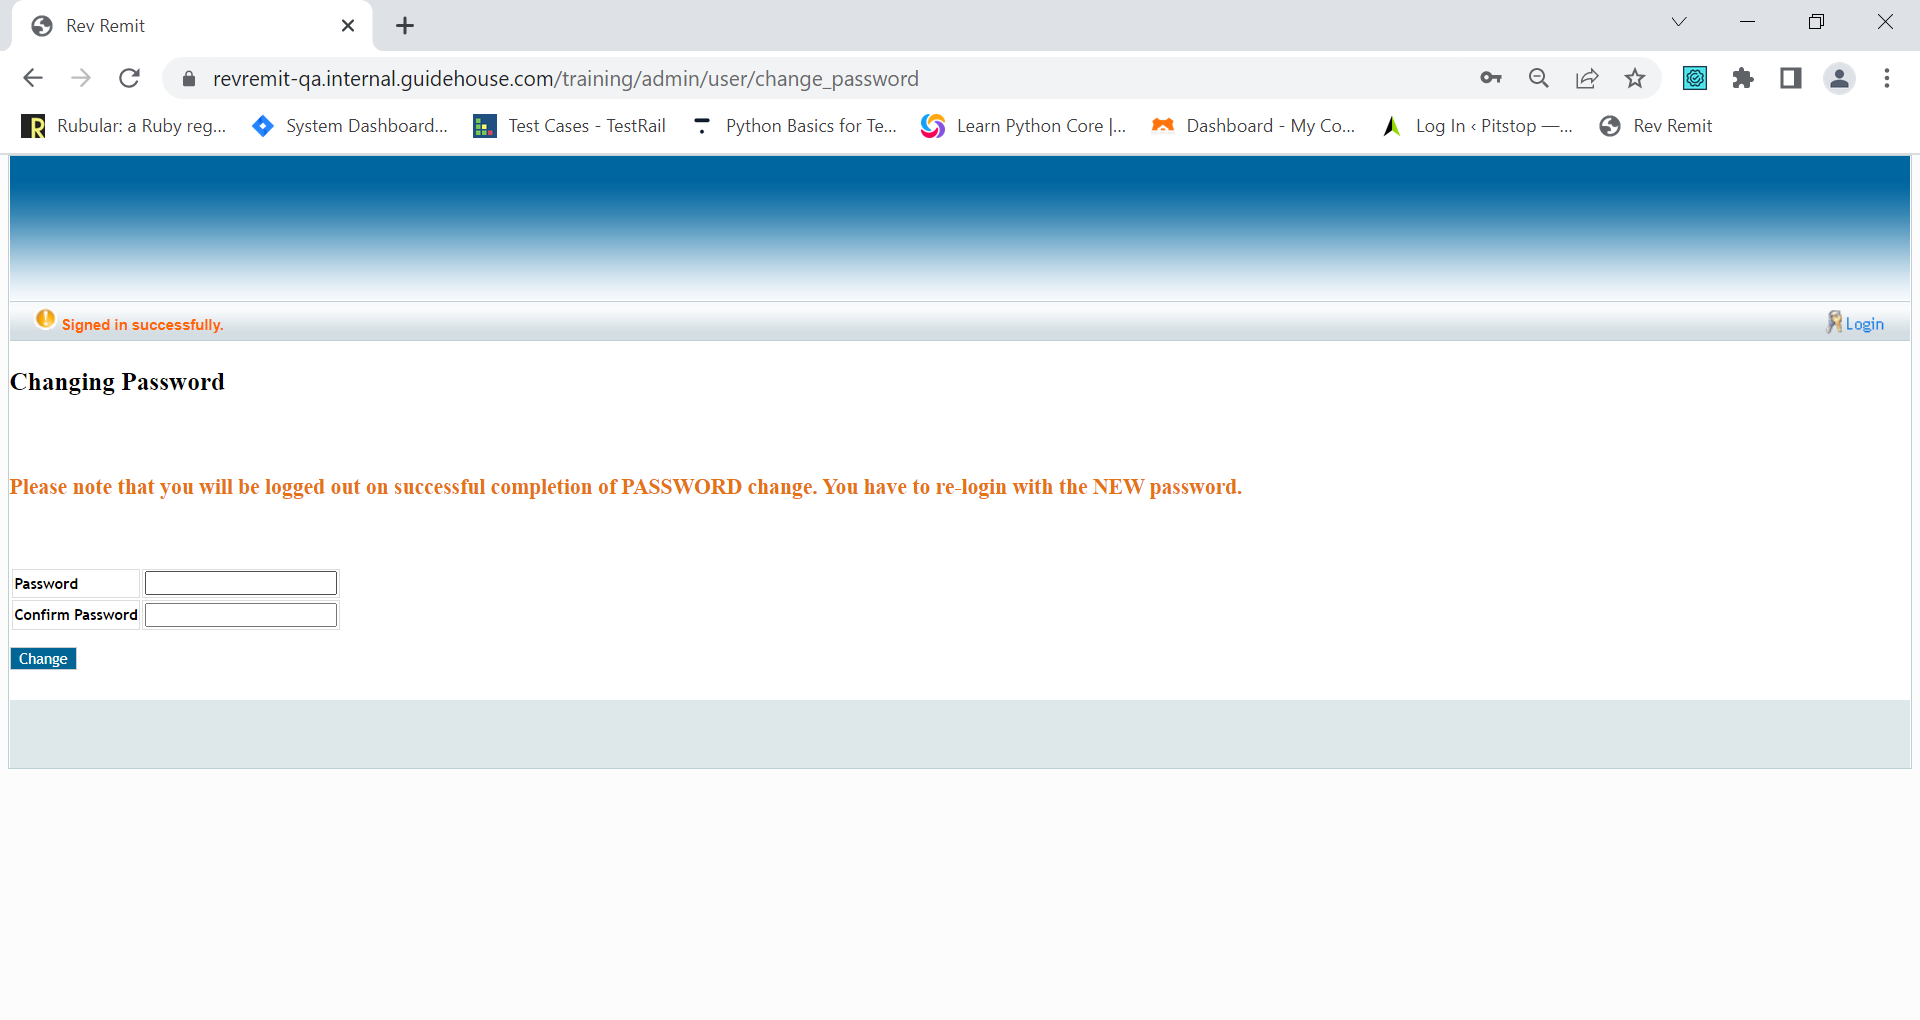 Rev Remit
revremit-qa.internal.guidehouse.com/training/admin/user/change_password
Rubular: a Ruby reg... System Dashboard... Test Cases - TestRail Python Basics for Te... Learn Python Core |... Dashboard - My Co... Log In ‹ Pitstop —... Rev Remit
Signed in successfully. Login
Changing Password
Please note that you will be logged out on successful completion of PASSWORD change. You have to re-login with the NEW password.
Password
Confirm Password
Change